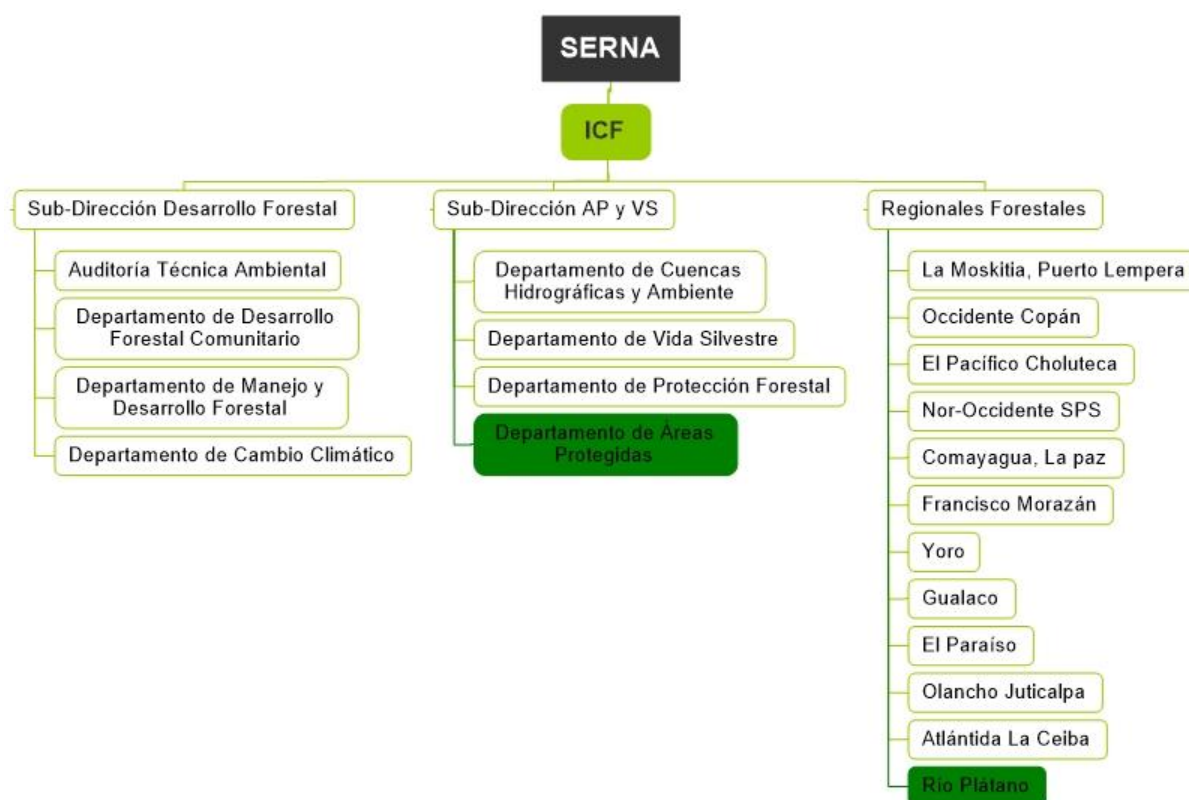 SERNA
ICF
Sub-Dirección Desarrollo Forestal
Auditoría Técnica Ambiental
Departamento de Desarrollo
Forestal Comunitario
Departamento de Manejo y
Desarrollo Forestal
Departamento de Cambio Climático
Sub-Dirección AP y VS
Departamento de Cuencas
Hidrográficas y Ambiente
Departamento de Vida Silvestre
Departamento de Protección Forestal
Departamento de Áreas
Protegidas
Regionales Forestales
La Moskitia, Puerto Lempera
Occidente Copán
El Pacífico Choluteca
Nor-Occidente SPS
Comayagua, La paz
Francisco Morazán
Yoro
Gualaco
El Paraíso
Olancho Juticalpa
Atlántida La Ceiba
Río Plátano